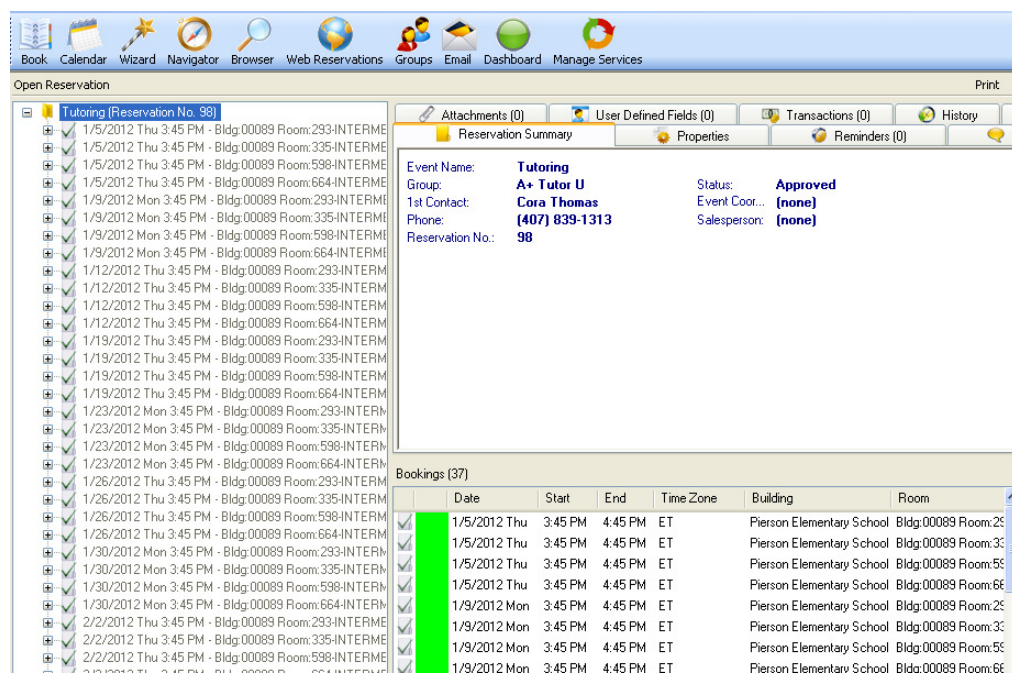 Book Calendar Wizard Navigator Browser Web Reservations Groups Email Dashboard Manage Services
Open Reservation Print
Tutoring (Reservation No. 98)
1/5/2012 Thu 3:45 PM - Bldg:00089 Room:293-INTERME
1/5/2012 Thu 3:45 PM - Bldg:00089 Room:335-INTERME
1/5/2012 Thu 3:45 PM - Bldg:00089 Room:598-INTERME
1/5/2012 Thu 3:45 PM - Bldg:00089 Room:664-INTERME
1/9/2012 Mon 3:45 PM - Bldg:00089 Room:293-INTERME
1/9/2012 Mon 3:45 PM - Bldg:00089 Room:335-INTERME
1/9/2012 Mon 3:45 PM - Bldg:00089 Room:598-INTERME
1/9/2012 Mon 3:45 PM - Bldg:00089 Room:664-INTERME
1/12/2012 Thu 3:45 PM - Bldg:00089 Room:293-INTERM
1/12/2012 Thu 3:45 PM - Bldg:00089 Room:335-INTERM
1/12/2012 Thu 3:45 PM - Bldg:00089 Room:598-INTERM
1/12/2012 Thu 3:45 PM - Bldg:00089 Room:664-INTERM
1/19/2012 Thu 3:45 PM - Bldg:00089 Room:293-INTERM
1/19/2012 Thu 3:45 PM - Bldg:00089 Room:335-INTERM
1/19/2012 Thu 3:45 PM - Bldg:00089 Room:598-INTERM
1/19/2012 Thu 3:45 PM - Bldg:00089 Room:664-INTERM
1/23/2012 Mon 3:45 PM - Bldg:00089 Room:293-INTERM
1/23/2012 Mon 3:45 PM - Bldg:00089 Room:335-INTERM
1/23/2012 Mon 3:45 PM - Bldg:00089 Room:598-INTERM
1/23/2012 Mon 3:45 PM - Bldg:00089 Room:664-INTERM
1/26/2012 Thu 3:45 PM - Bldg:00089 Room:293-INTERM
1/26/2012 Thu 3:45 PM - Bldg:00089 Room:335-INTERM
1/26/2012 Thu 3:45 PM - Bldg:00089 Room:598-INTERM
1/26/2012 Thu 3:45 PM - Bldg:00089 Room:664-INTERM
1/30/2012 Mon 3:45 PM - Bldg:00089 Room:293-INTERM
1/30/2012 Mon 3:45 PM - Bldg:00089 Room:335-INTERM
1/30/2012 Mon 3:45 PM - Bldg:00089 Room:598-INTERM
1/30/2012 Mon 3:45 PM - Bldg:00089 Room:664-INTERM
2/2/2012 Thu 3:45 PM - Bldg:00089 Room:293-INTERME
2/2/2012 Thu 3:45 PM - Bldg:00089 Room:335-INTERME
2/2/2012 Thu 3:45 PM - Bldg:00089 Room:598-INTERME
2/2/2012 Thu 3:45 PM - Bldg:00089 Room:664-INTERME
Attachments (0) User Defined Fields (0) Transactions (0) History
Reservation Summary Properties Reminders (0)
Event Name: Tutoring
Group: A+ Tutor U Status: Approved
1st Contact: Cora Thomas Event Coor... (none)
Phone: (407) 839-1313 Salesperson: (none)
Reservation No.: 98
Bookings (37)
Date Start End Time Zone Building Room
1/5/2012 Thu 3:45 PM 4:45 PM ET Pierson Elementary School Bldg:00089 Room:29
1/5/2012 Thu 3:45 PM 4:45 PM ET Pierson Elementary School Bldg:00089 Room:33
1/5/2012 Thu 3:45 PM 4:45 PM ET Pierson Elementary School Bldg:00089 Room:59
1/5/2012 Thu 3:45 PM 4:45 PM ET Pierson Elementary School Bldg:00089 Room:66
1/9/2012 Mon 3:45 PM 4:45 PM ET Pierson Elementary School Bldg:00089 Room:29
1/9/2012 Mon 3:45 PM 4:45 PM ET Pierson Elementary School Bldg:00089 Room:33
1/9/2012 Mon 3:45 PM 4:45 PM ET Pierson Elementary School Bldg:00089 Room:59
1/9/2012 Mon 3:45 PM 4:45 PM ET Pierson Elementary School Bldg:00089 Room:66